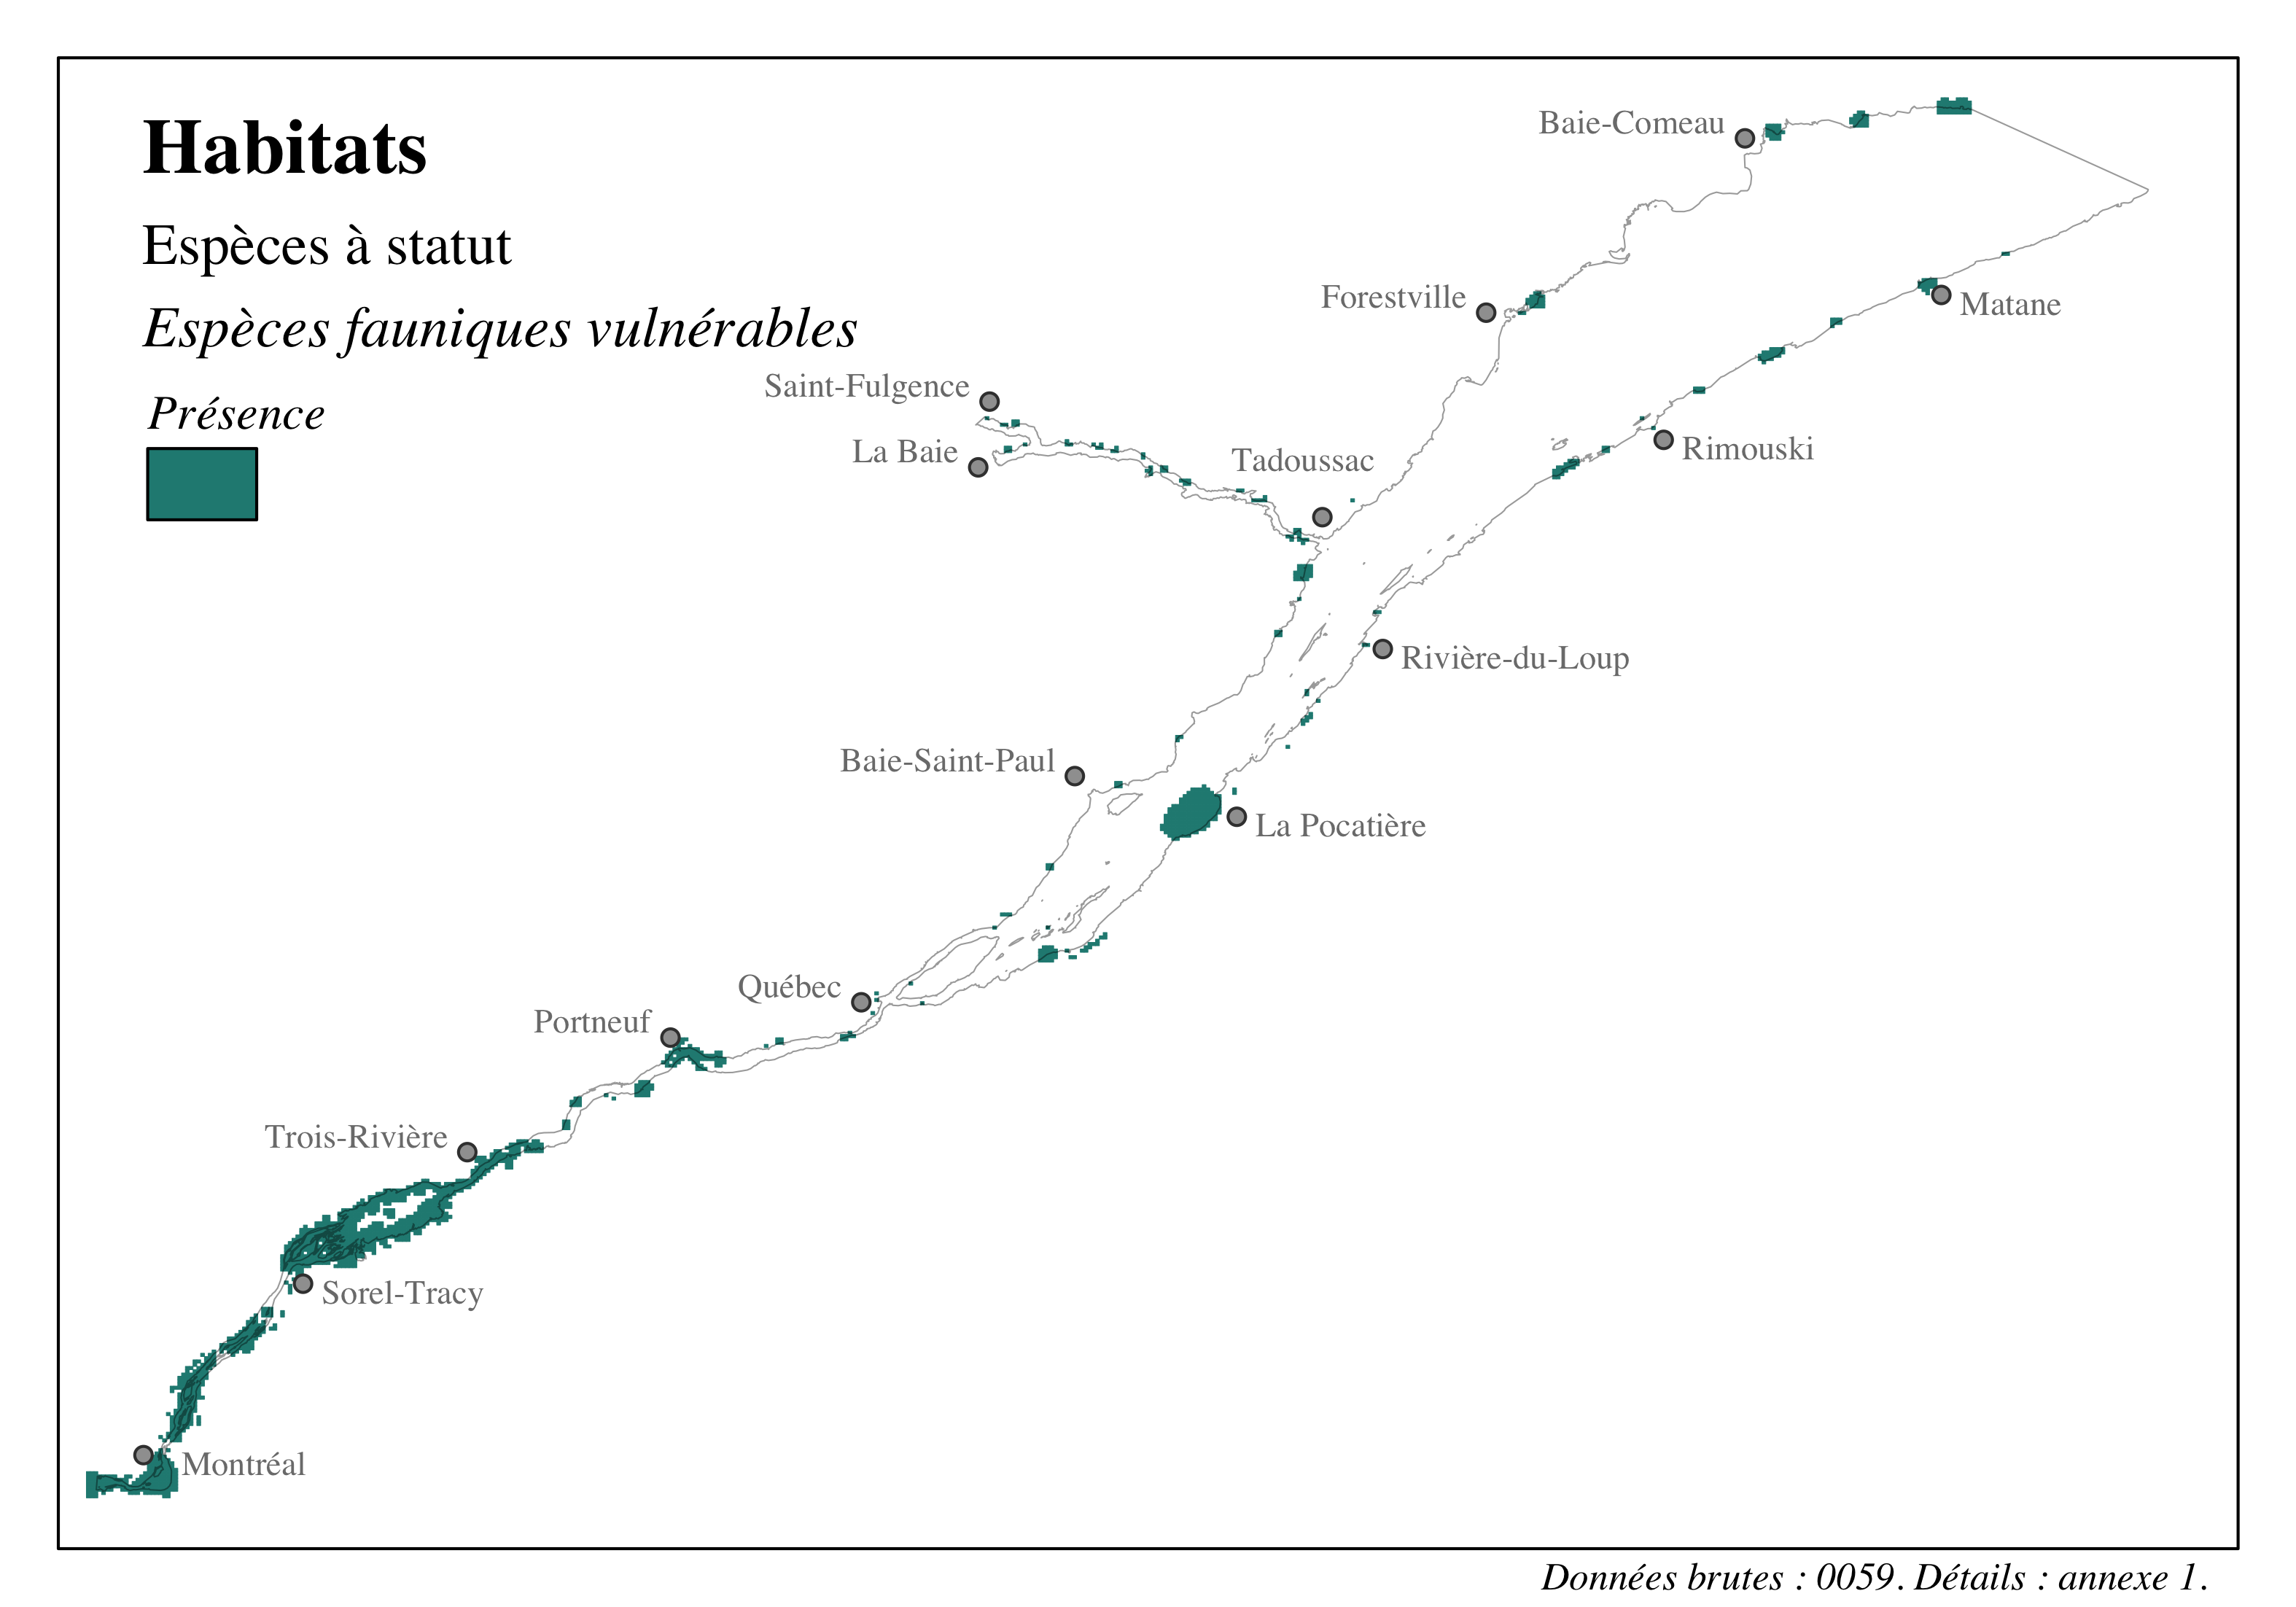 Habitats
Espèces à statut
Espèces fauniques vulnérables
Présence
Baie-Comeau
Forestville
Matane
Saint-Fulgence
La Baie
Tadoussac
Rimouski
Rivière-du-Loup
Baie-Saint-Paul
La Pocatière
Québec
Portneuf
Trois-Rivière
Sorel-Tracy
Montréal
Données brutes : 0059. Détails : annexe 1.